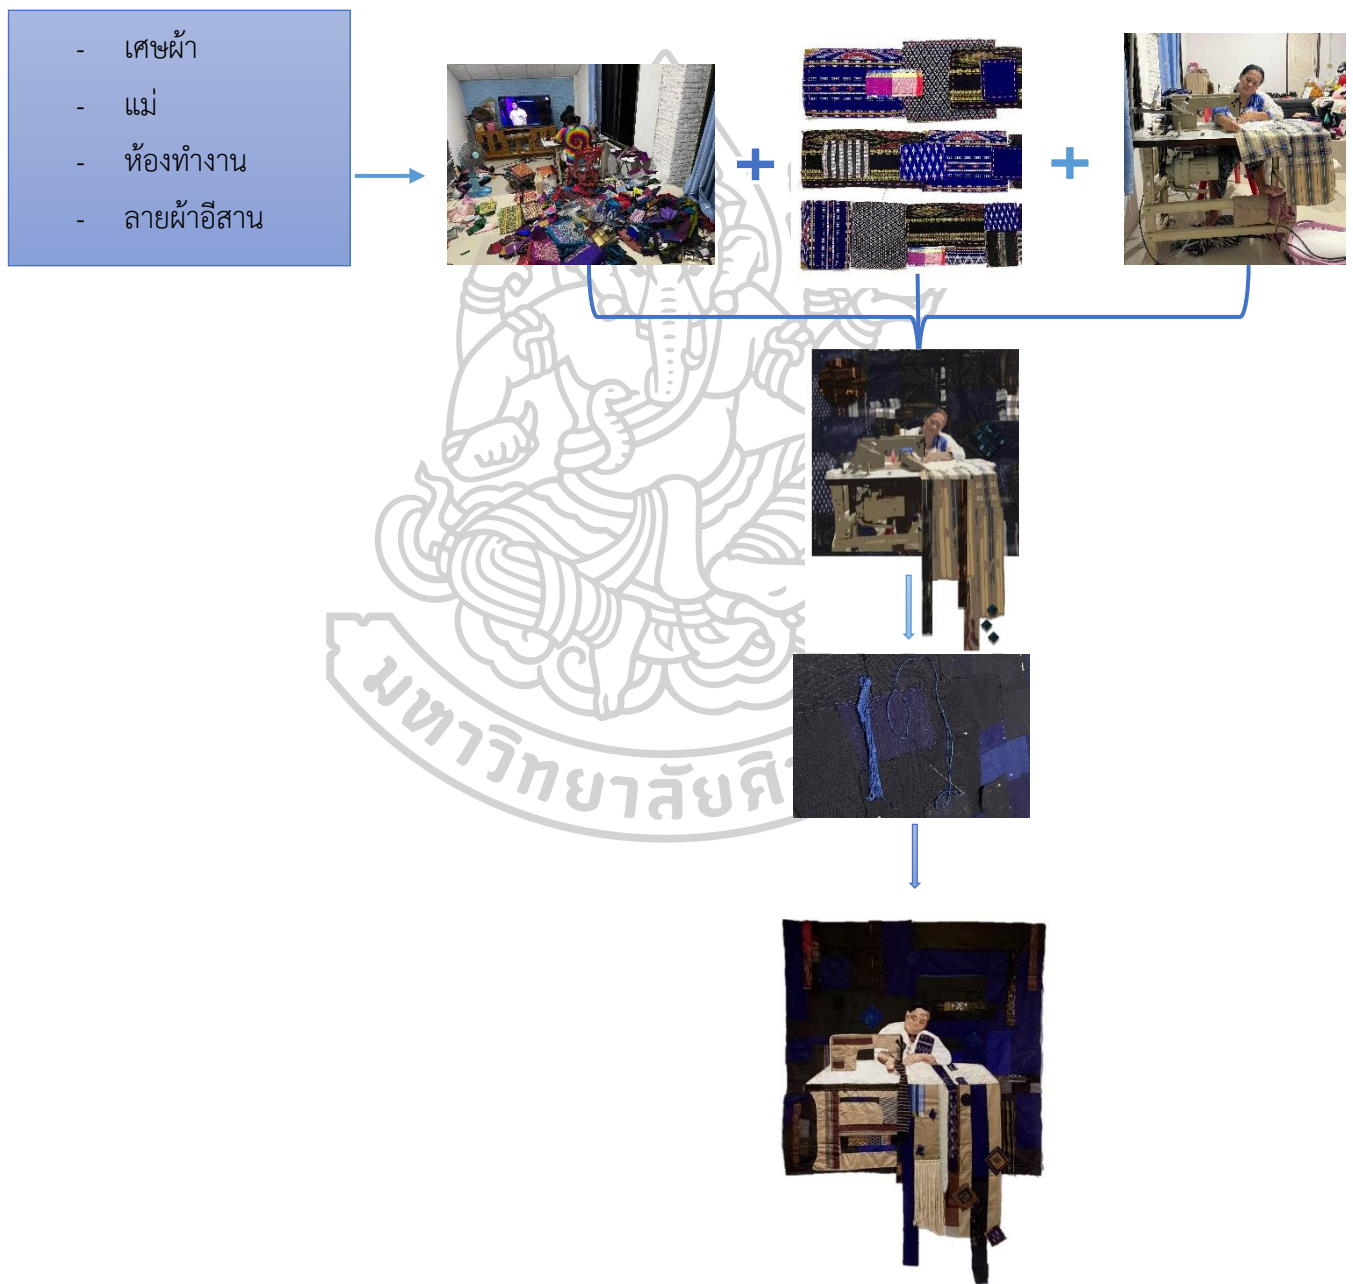 - เศษผ้า
- แม่
- ห้องทำงาน
- ลายผ้าอีสาน
มหาวิทยาลัยศิ